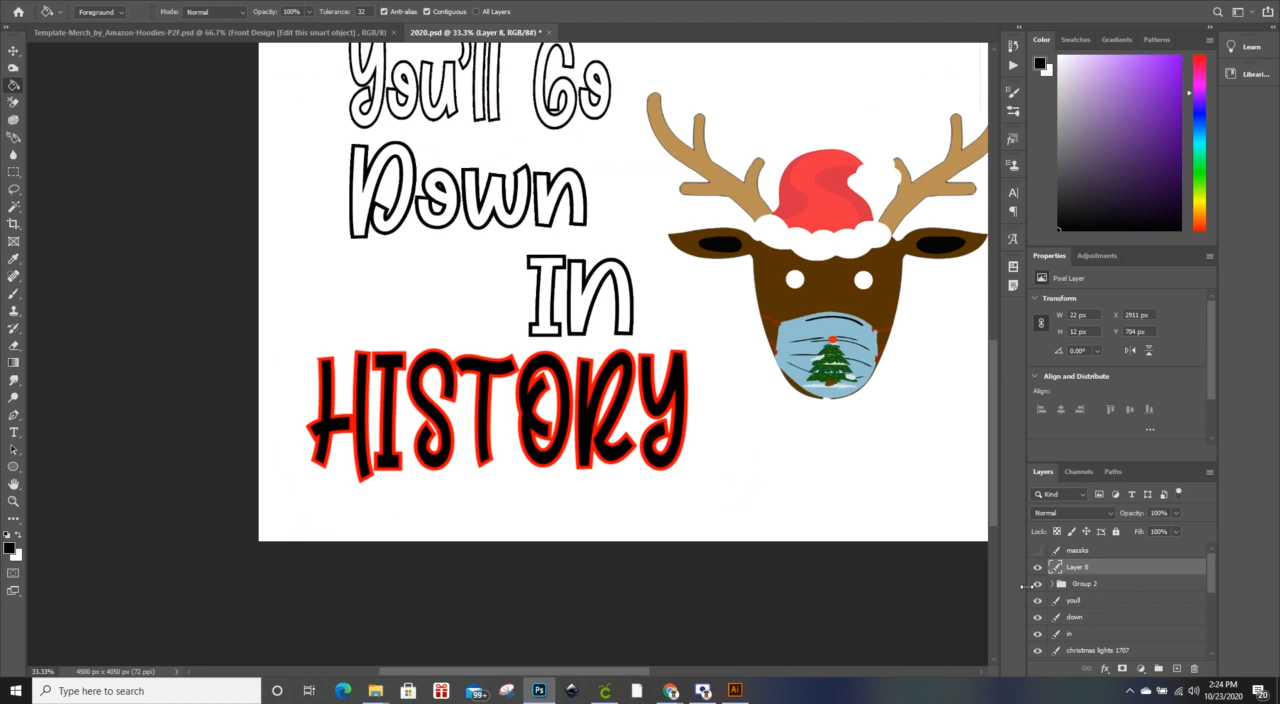 Foreground
Mode: Normal
Opacity: 100%
Tolerance: 32
Anti-alias
Contiguous
All Layers
Template-Merch_by_Amazon-Hoodies-P2F.psd @ 66.7% (Front Design [Edit this smart object] , RGB/8) ×
2020.psd @ 33.3% (Layer 8, RGB/8#) * ×
You'll Go
Down
In
HISTORY
Color
Swatches
Gradients
Patterns
Learn
Librari...
Properties
Adjustments
Pixel Layer
Transform
W 22 px
X 2911 px
H 12 px
Y 704 px
0.00°
Align and Distribute
Align:
Layers
Channels
Paths
Kind
Normal
Opacity: 100%
Lock:
Fill: 100%
massks
Layer 8
Group 2
youll
down
in
christmas lights 1707
33.33%
4500 px x 4050 px (72 ppi)
Type here to search
99+
Ps
Ai
2:24 PM
10/23/2020
20